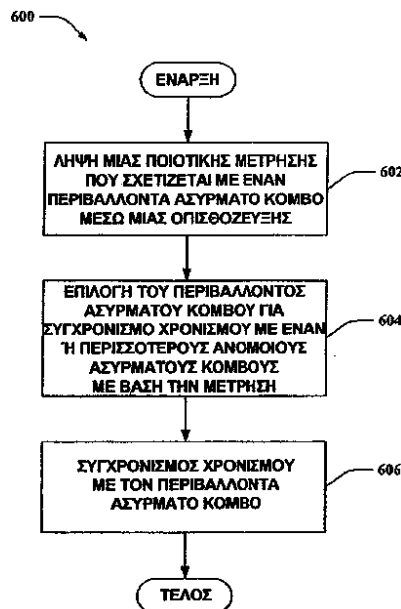 600
ΕΝΑΡΞΗ
ΛΗΨΗ ΜΙΑΣ ΠΟΙΟΤΙΚΗΣ ΜΕΤΡΗΣΗΣ
ΠΟΥ ΣΧΕΤΙΖΕΤΑΙ ΜΕ ΕΝΑΝ
ΠΕΡΙΒΑΛΛΟΝΤΑ ΑΣΥΡΜΑΤΟ ΚΟΜΒΟ
ΜΕΣΩ ΜΙΑΣ ΟΠΙΣΘΟΖΕΥΞΗΣ
602
ΕΠΙΛΟΓΗ ΤΟΥ ΠΕΡΙΒΑΛΛΟΝΤΟΣ
ΑΣΥΡΜΑΤΟΥ ΚΟΜΒΟΥ ΓΙΑ
ΣΥΓΧΡΟΝΙΣΜΟ ΧΡΟΝΙΣΜΟΥ ΜΕ ΕΝΑΝ
Ή ΠΕΡΙΣΣΟΤΕΡΟΥΣ ΑΝΟΜΟΙΟΥΣ
ΑΣΥΡΜΑΤΟΥΣ ΚΟΜΒΟΥΣ
ΜΕ ΒΑΣΗ ΤΗΝ ΜΕΤΡΗΣΗ
604
ΣΥΓΧΡΟΝΙΣΜΟΣ ΧΡΟΝΙΣΜΟΥ
ΜΕ ΤΟΝ ΠΕΡΙΒΑΛΛΟΝΤΑ
ΑΣΥΡΜΑΤΟ ΚΟΜΒΟ
606
ΤΕΛΟΣ